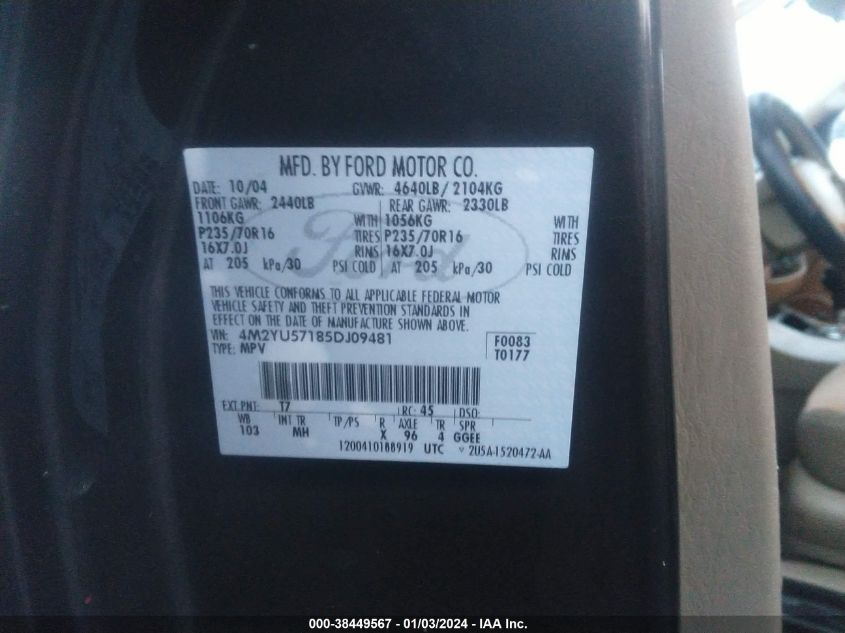 MFD. BY FORD MOTOR CO.
DATE: 10/04 GVWR: 4640LB/ 2104KG
FRONT GAWR: 2440LB REAR GAWR: 2330LB
1106KG WITH 1056KG WITH
P235/70R16 TIRES P235/70R16 TIRES
16X7.0J RIMS 16X7.0J RIMS
AT 205 kPa/30 PSI COLD AT 205 kPa/30 PSI COLD
Ford
THIS VEHICLE CONFORMS TO ALL APPLICABLE FEDERAL MOTOR
VEHICLE SAFETY AND THEFT PREVENTION STANDARDS IN
EFFECT ON THE DATE OF MANUFACTURE SHOWN ABOVE.
VIN: 4M2YU57185DJ09481 F0083
TYPE: MPV T0177
EXT PNT: T7 RC: 45 DSO:
WB INT TR TP/PS R AXLE TR SPR
103 MH X 96 4 GGEE
1200410188919 UTC 2U5A-1520472-AA
000-38449567 - 01/03/2024 - IAA Inc.